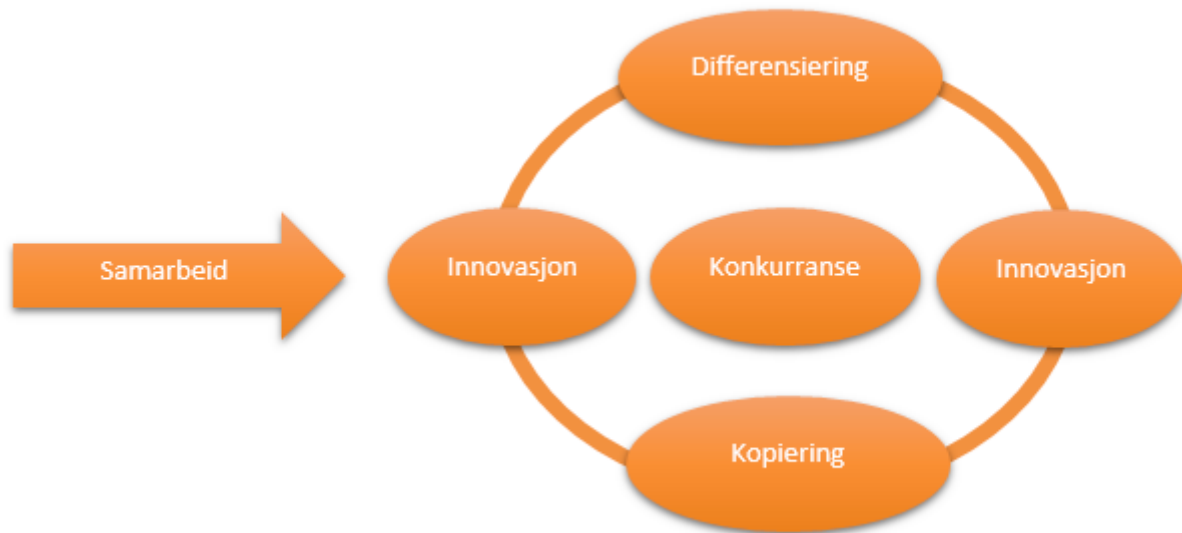 Differensiering
Samarbeid
Innovasjon
Konkurranse
Innovasjon
Kopiering